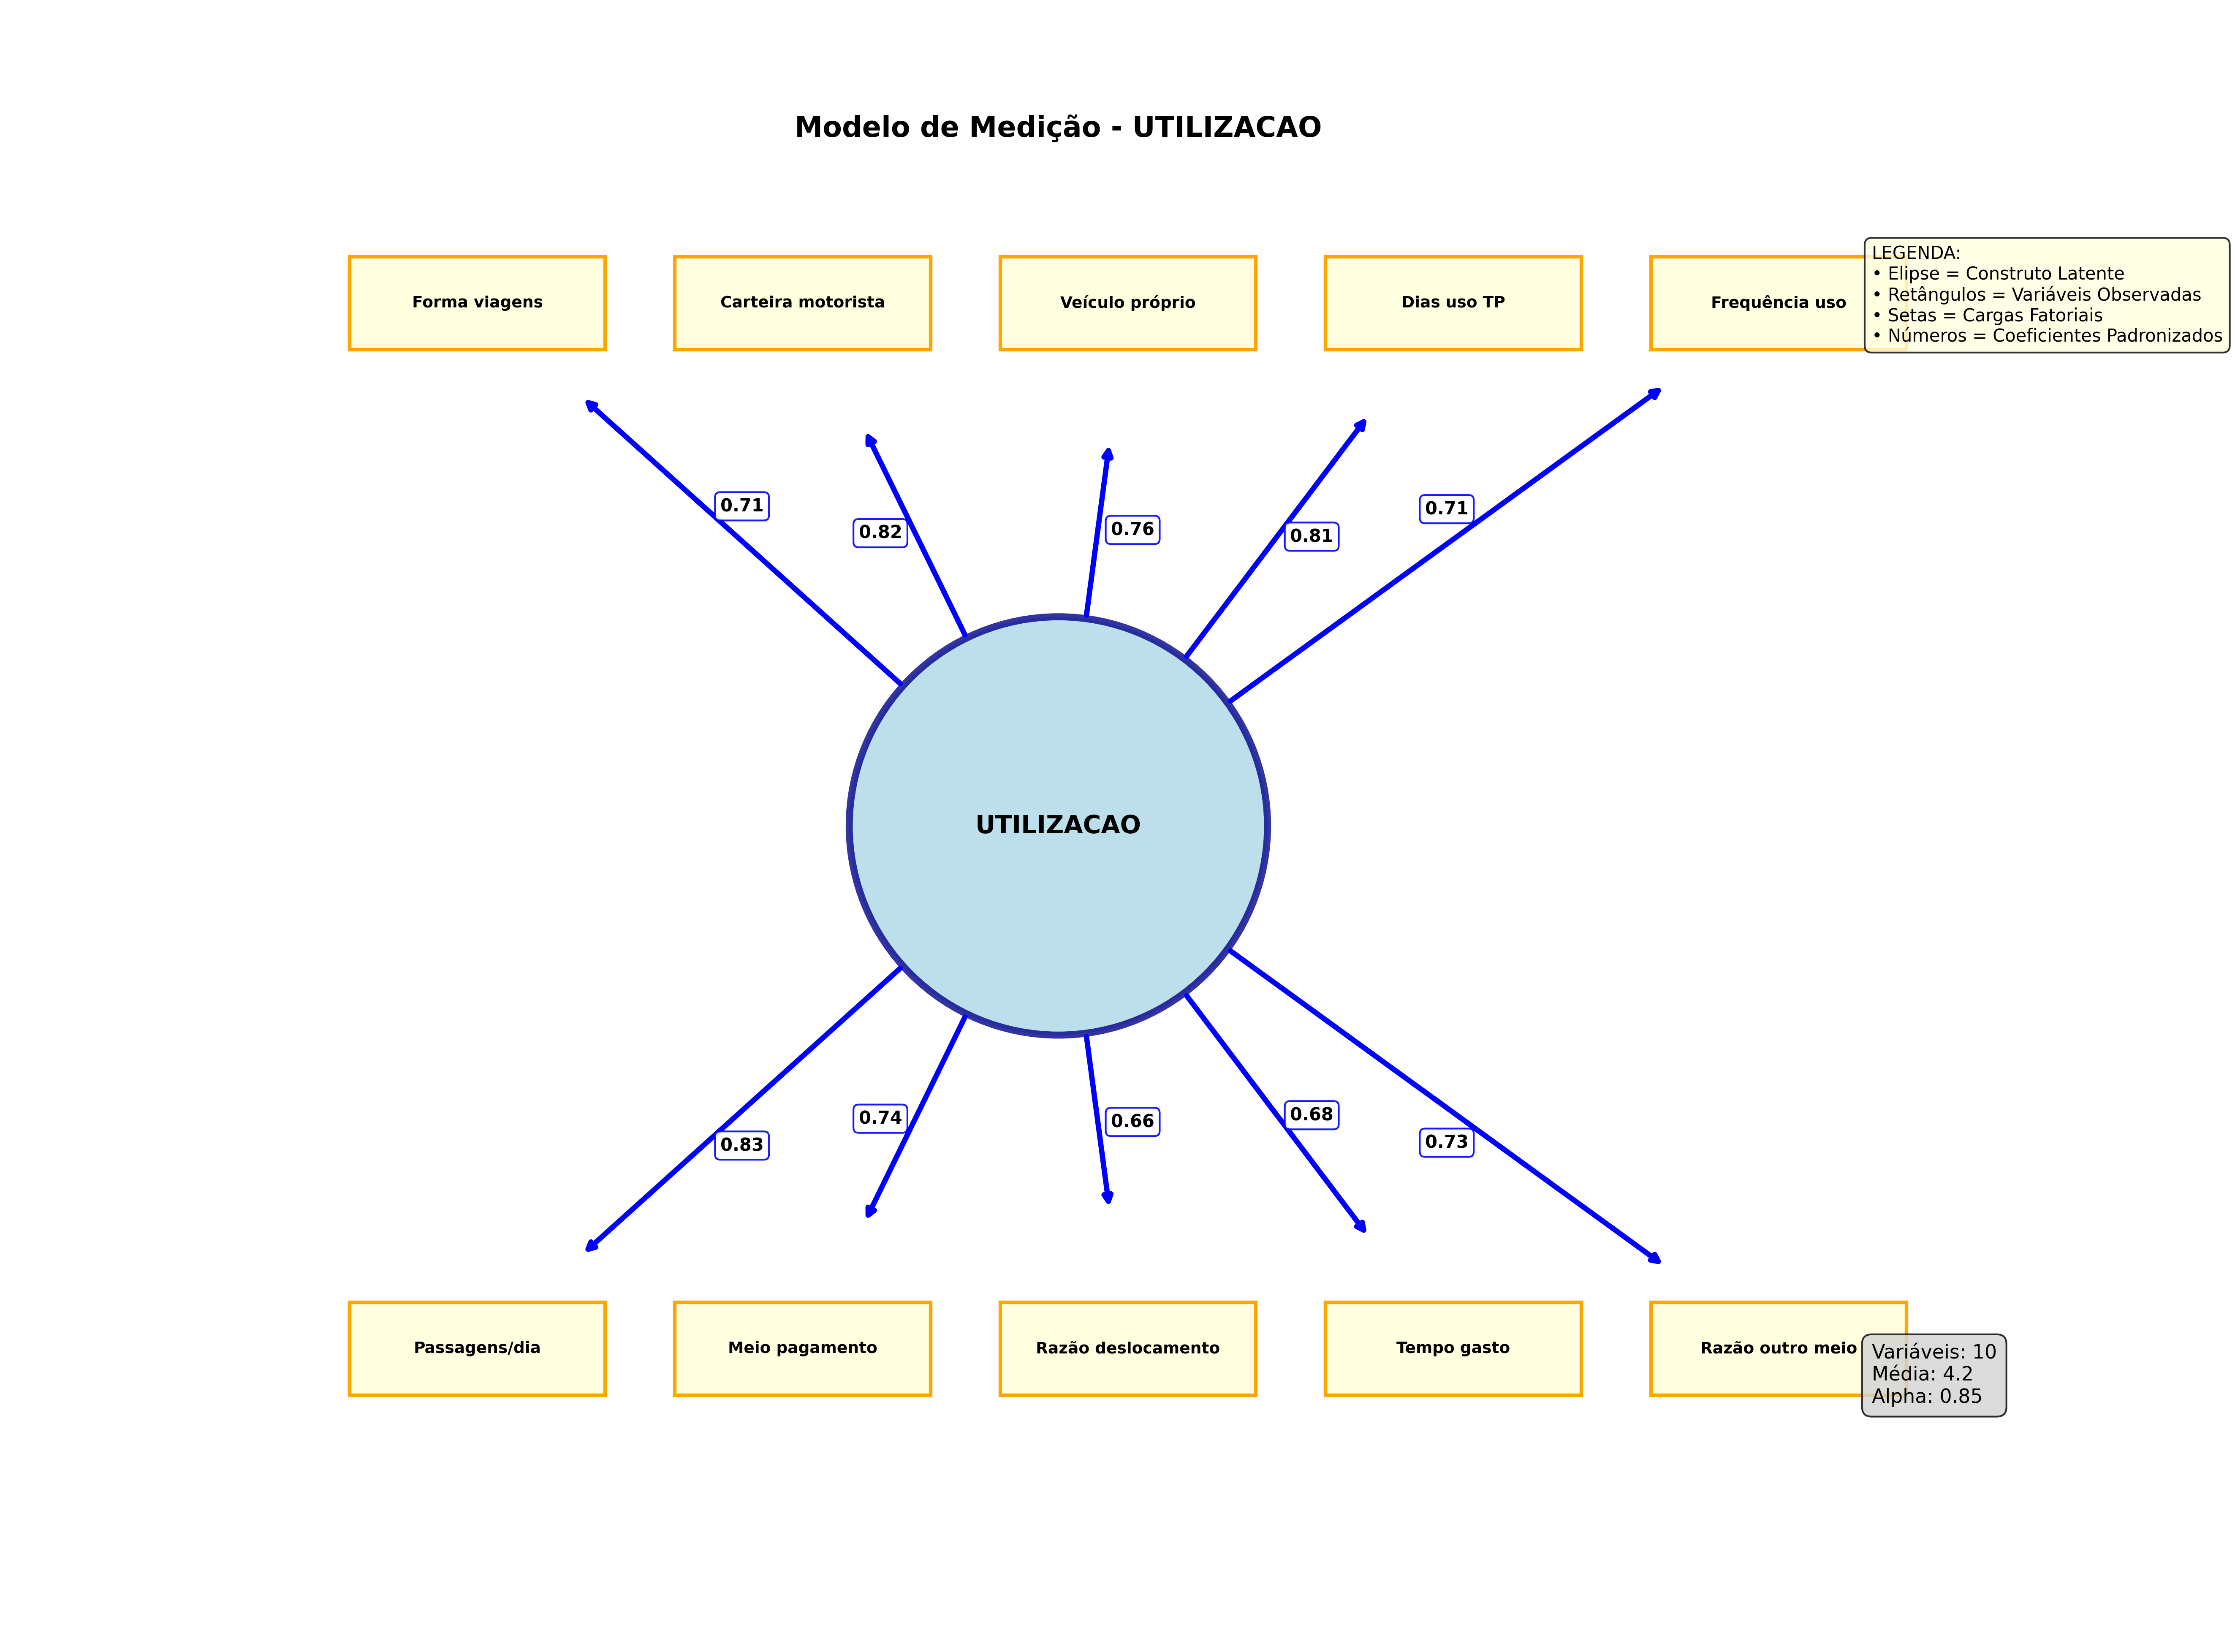 Modelo de Medição - UTILIZACAO
Forma viagens
Carteira motorista
Veículo próprio
Dias uso TP
Frequência uso
LEGENDA:
• Elipse = Construto Latente
• Retângulos = Variáveis Observadas
• Setas = Cargas Fatoriais
• Números = Coeficientes Padronizados
0.71
0.82
0.76
0.81
0.71
UTILIZACAO
0.83
0.74
0.66
0.68
0.73
Passagens/dia
Meio pagamento
Razão deslocamento
Tempo gasto
Razão outro meio
Variáveis: 10
Média: 4.2
Alpha: 0.85